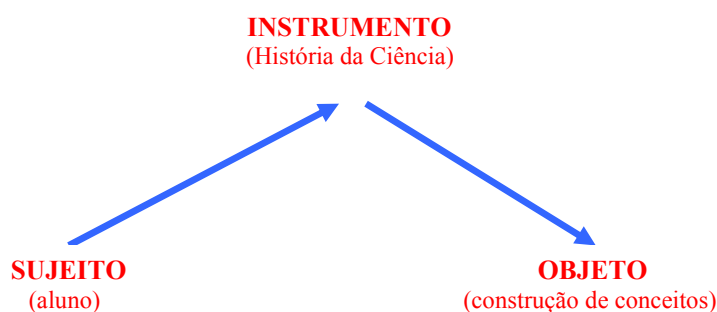 INSTRUMENTO
(História da Ciência)
SUJEITO
(aluno)
OBJETO
(construção de conceitos)